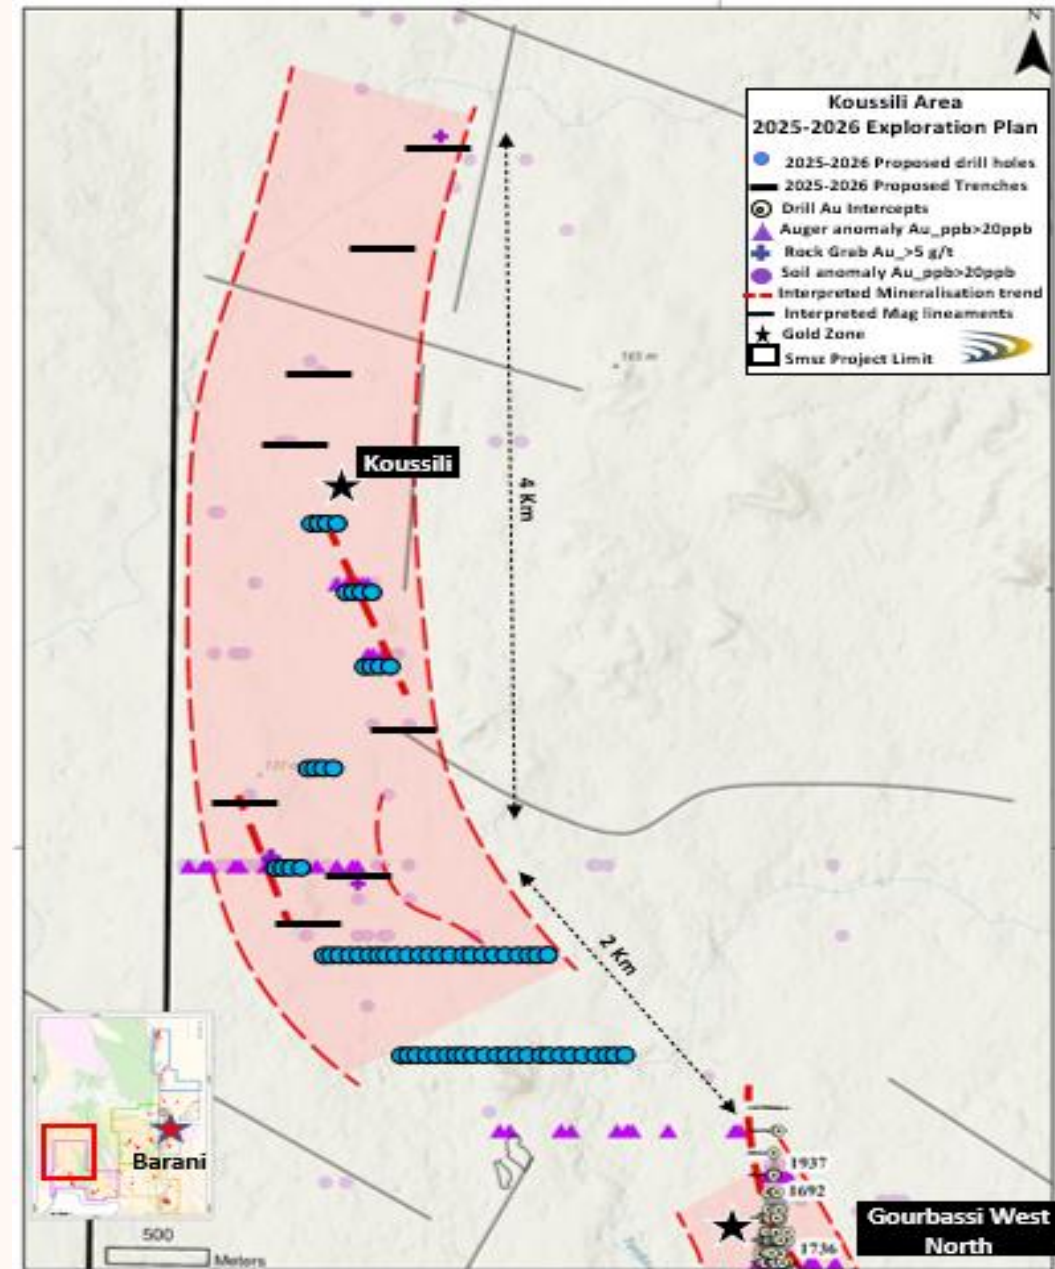 N
Koussili Area
2025-2026 Exploration Plan
2025-2026 Proposed drill holes
2025-2026 Proposed Trenches
Drill Au Intercepts
Auger anomaly Au_ppb>20ppb
Rock Grab Au_>5 g/t
Soil anomaly Au_ppb>20ppb
Interpreted Mineralisation trend
Interpreted Mag lineaments
Gold Zone
Smsz Project Limit
165 m
Koussili
4 Km
2 Km
Barani
1937
1692
Gourbassi West
North
1736
500
Meters